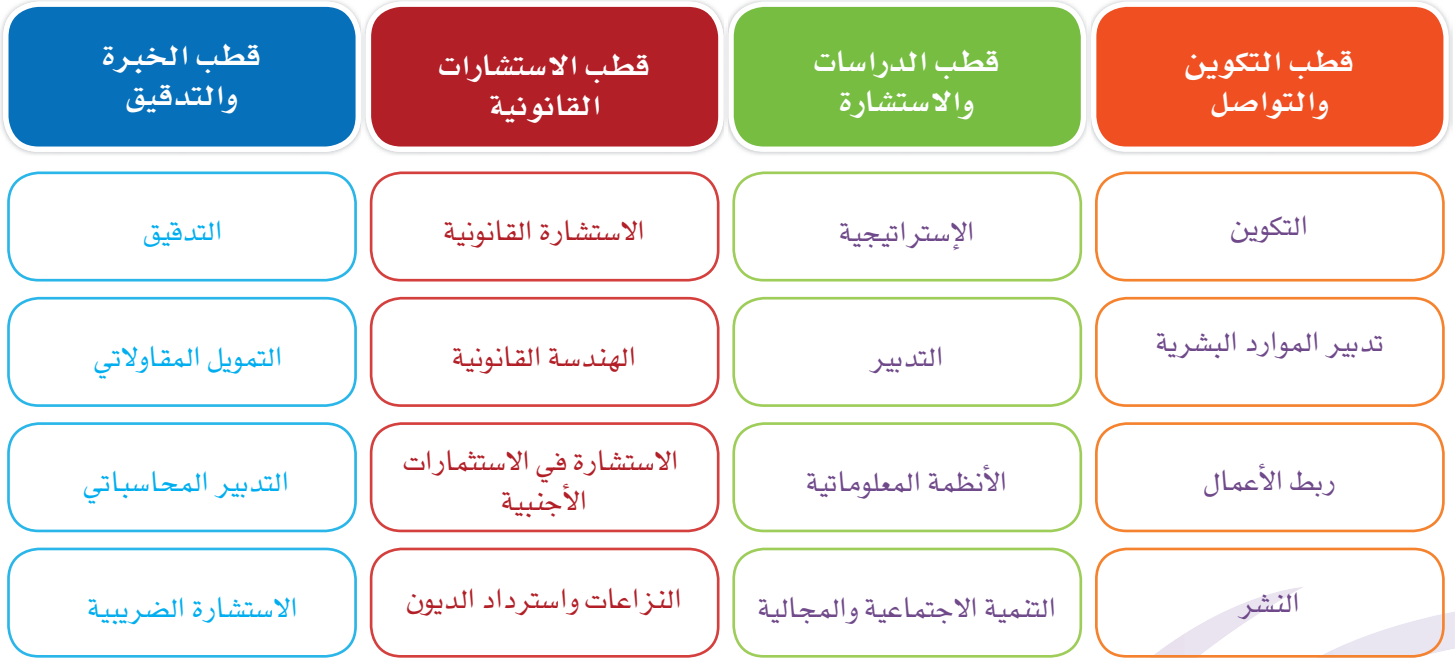 قطب التكوين
والتواصل
قطب الدراسات
والاستشارة
قطب الاستشارات
القانونية
قطب الخبرة
والتدقيق
التكوين
الإستراتيجية
الاستشارة القانونية
التدقيق
تدبير الموارد البشرية
التدبير
الهندسة القانونية
التمويل المقاولاتي
ربط الأعمال
الأنظمة المعلوماتية
الاستشارة في الاستثمارات
الأجنبية
التدبير المحاسباتي
النشر
التنمية الاجتماعية والمجالية
النزاعات واسترداد الديون
الاستشارة الضريبية